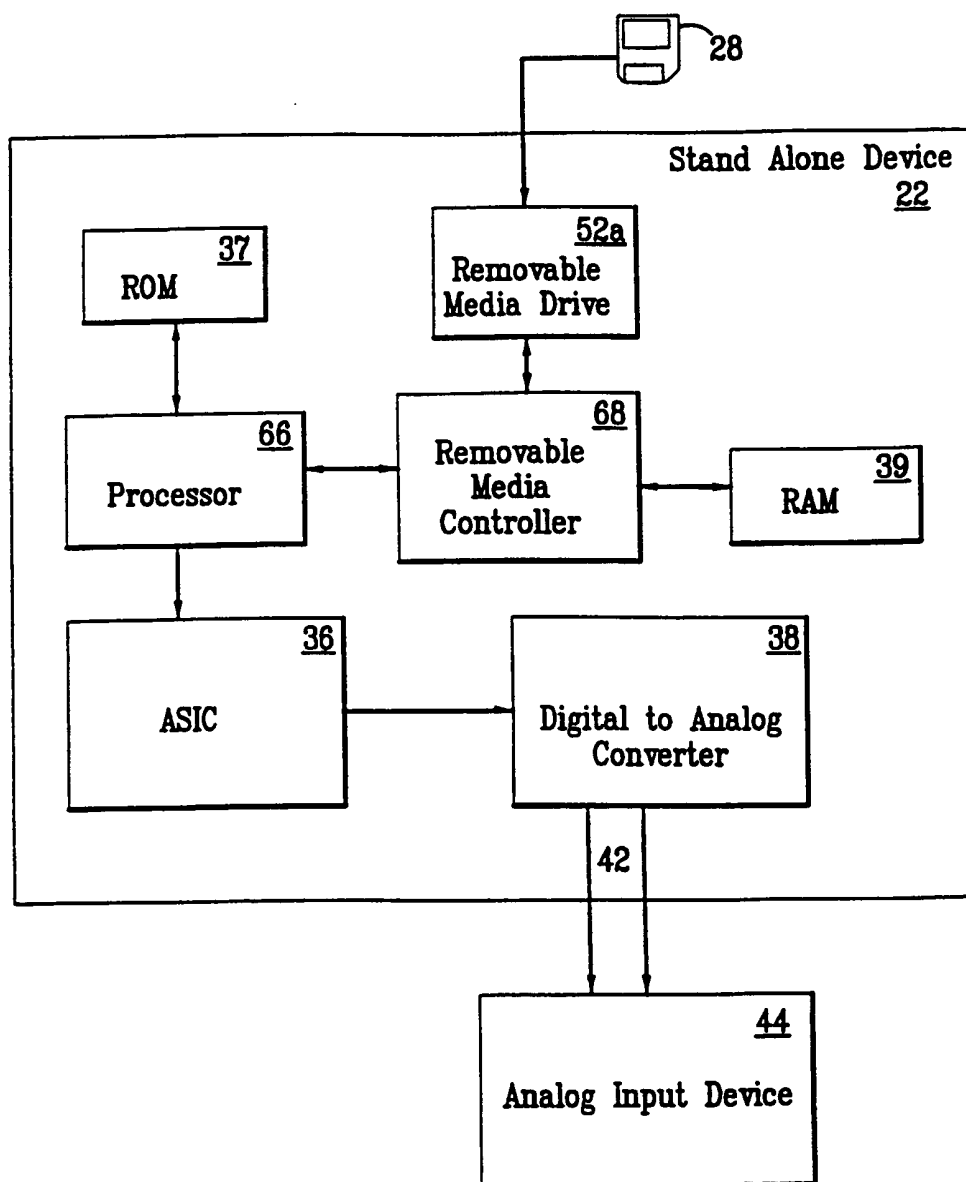 28
Stand Alone Device
22
52a
Removable
Media Drive
37
ROM
66
Processor
68
Removable
Media
Controller
39
RAM
36
ASIC
38
Digital to Analog
Converter
42
44
Analog Input Device